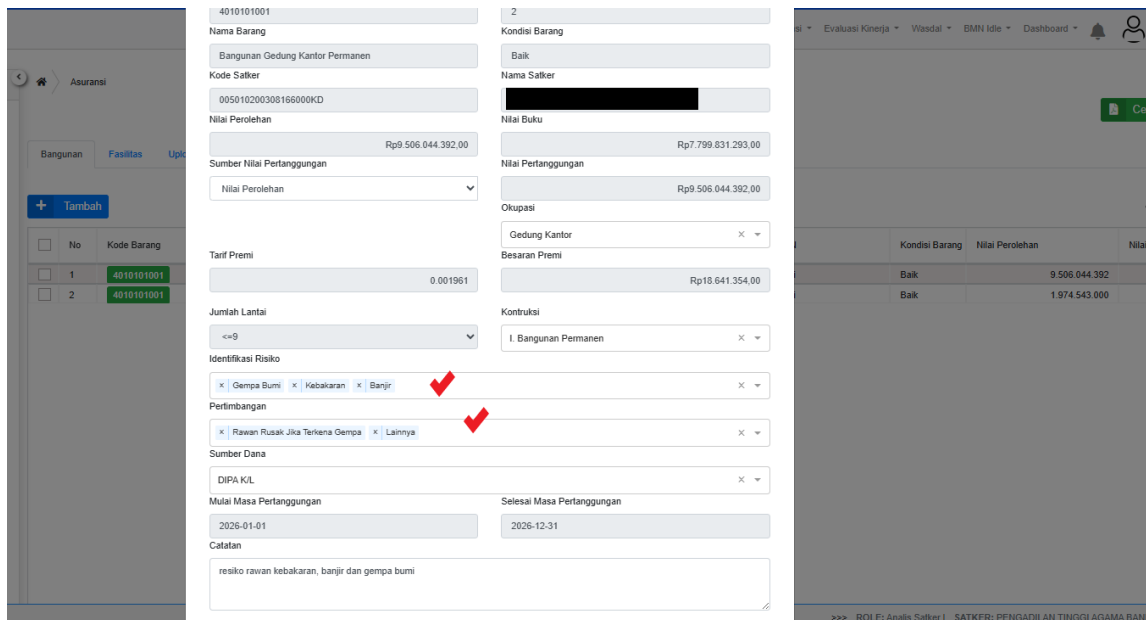 4010101001 2
Nama Barang Kondisi Barang
Bangunan Gedung Kantor Permanen Baik
Kode Satker Nama Satker
005010200308166000KD
Nilai Perolehan Nilai Buku
Rp9.506.044.392,00 Rp7.799.831.293,00
Sumber Nilai Pertanggungan Nilai Pertanggungan
Nilai Perolehan Rp9.506.044.392,00
Okupasi
Gedung Kantor
Tarif Premi Besaran Premi
0.001961 Rp18.641.354,00
Jumlah Lantai Kontruksi
<=9 I. Bangunan Permanen
Identifikasi Risiko
× Gempa Bumi × Kebakaran × Banjir
Pertimbangan
× Rawan Rusak Jika Terkena Gempa × Lainnya
Sumber Dana
DIPA K/L
Mulai Masa Pertanggungan Selesai Masa Pertanggungan
2026-01-01 2026-12-31
Catatan
resiko rawan kebakaran, banjir dan gempa bumi
Asuransi
Bangunan Fasilitas
+ Tambah
No Kode Barang
1 4010101001
2 4010101001
Evaluasi Kinerja Wasdal BMN Idle Dashboard
Kondisi Barang Nilai Perolehan Nilai
Baik 9.506.044.392
Baik 1.974.543.000
>>> ROLE: Analis Satker | SATKER: PENGADILAN TINGGI AGAMA